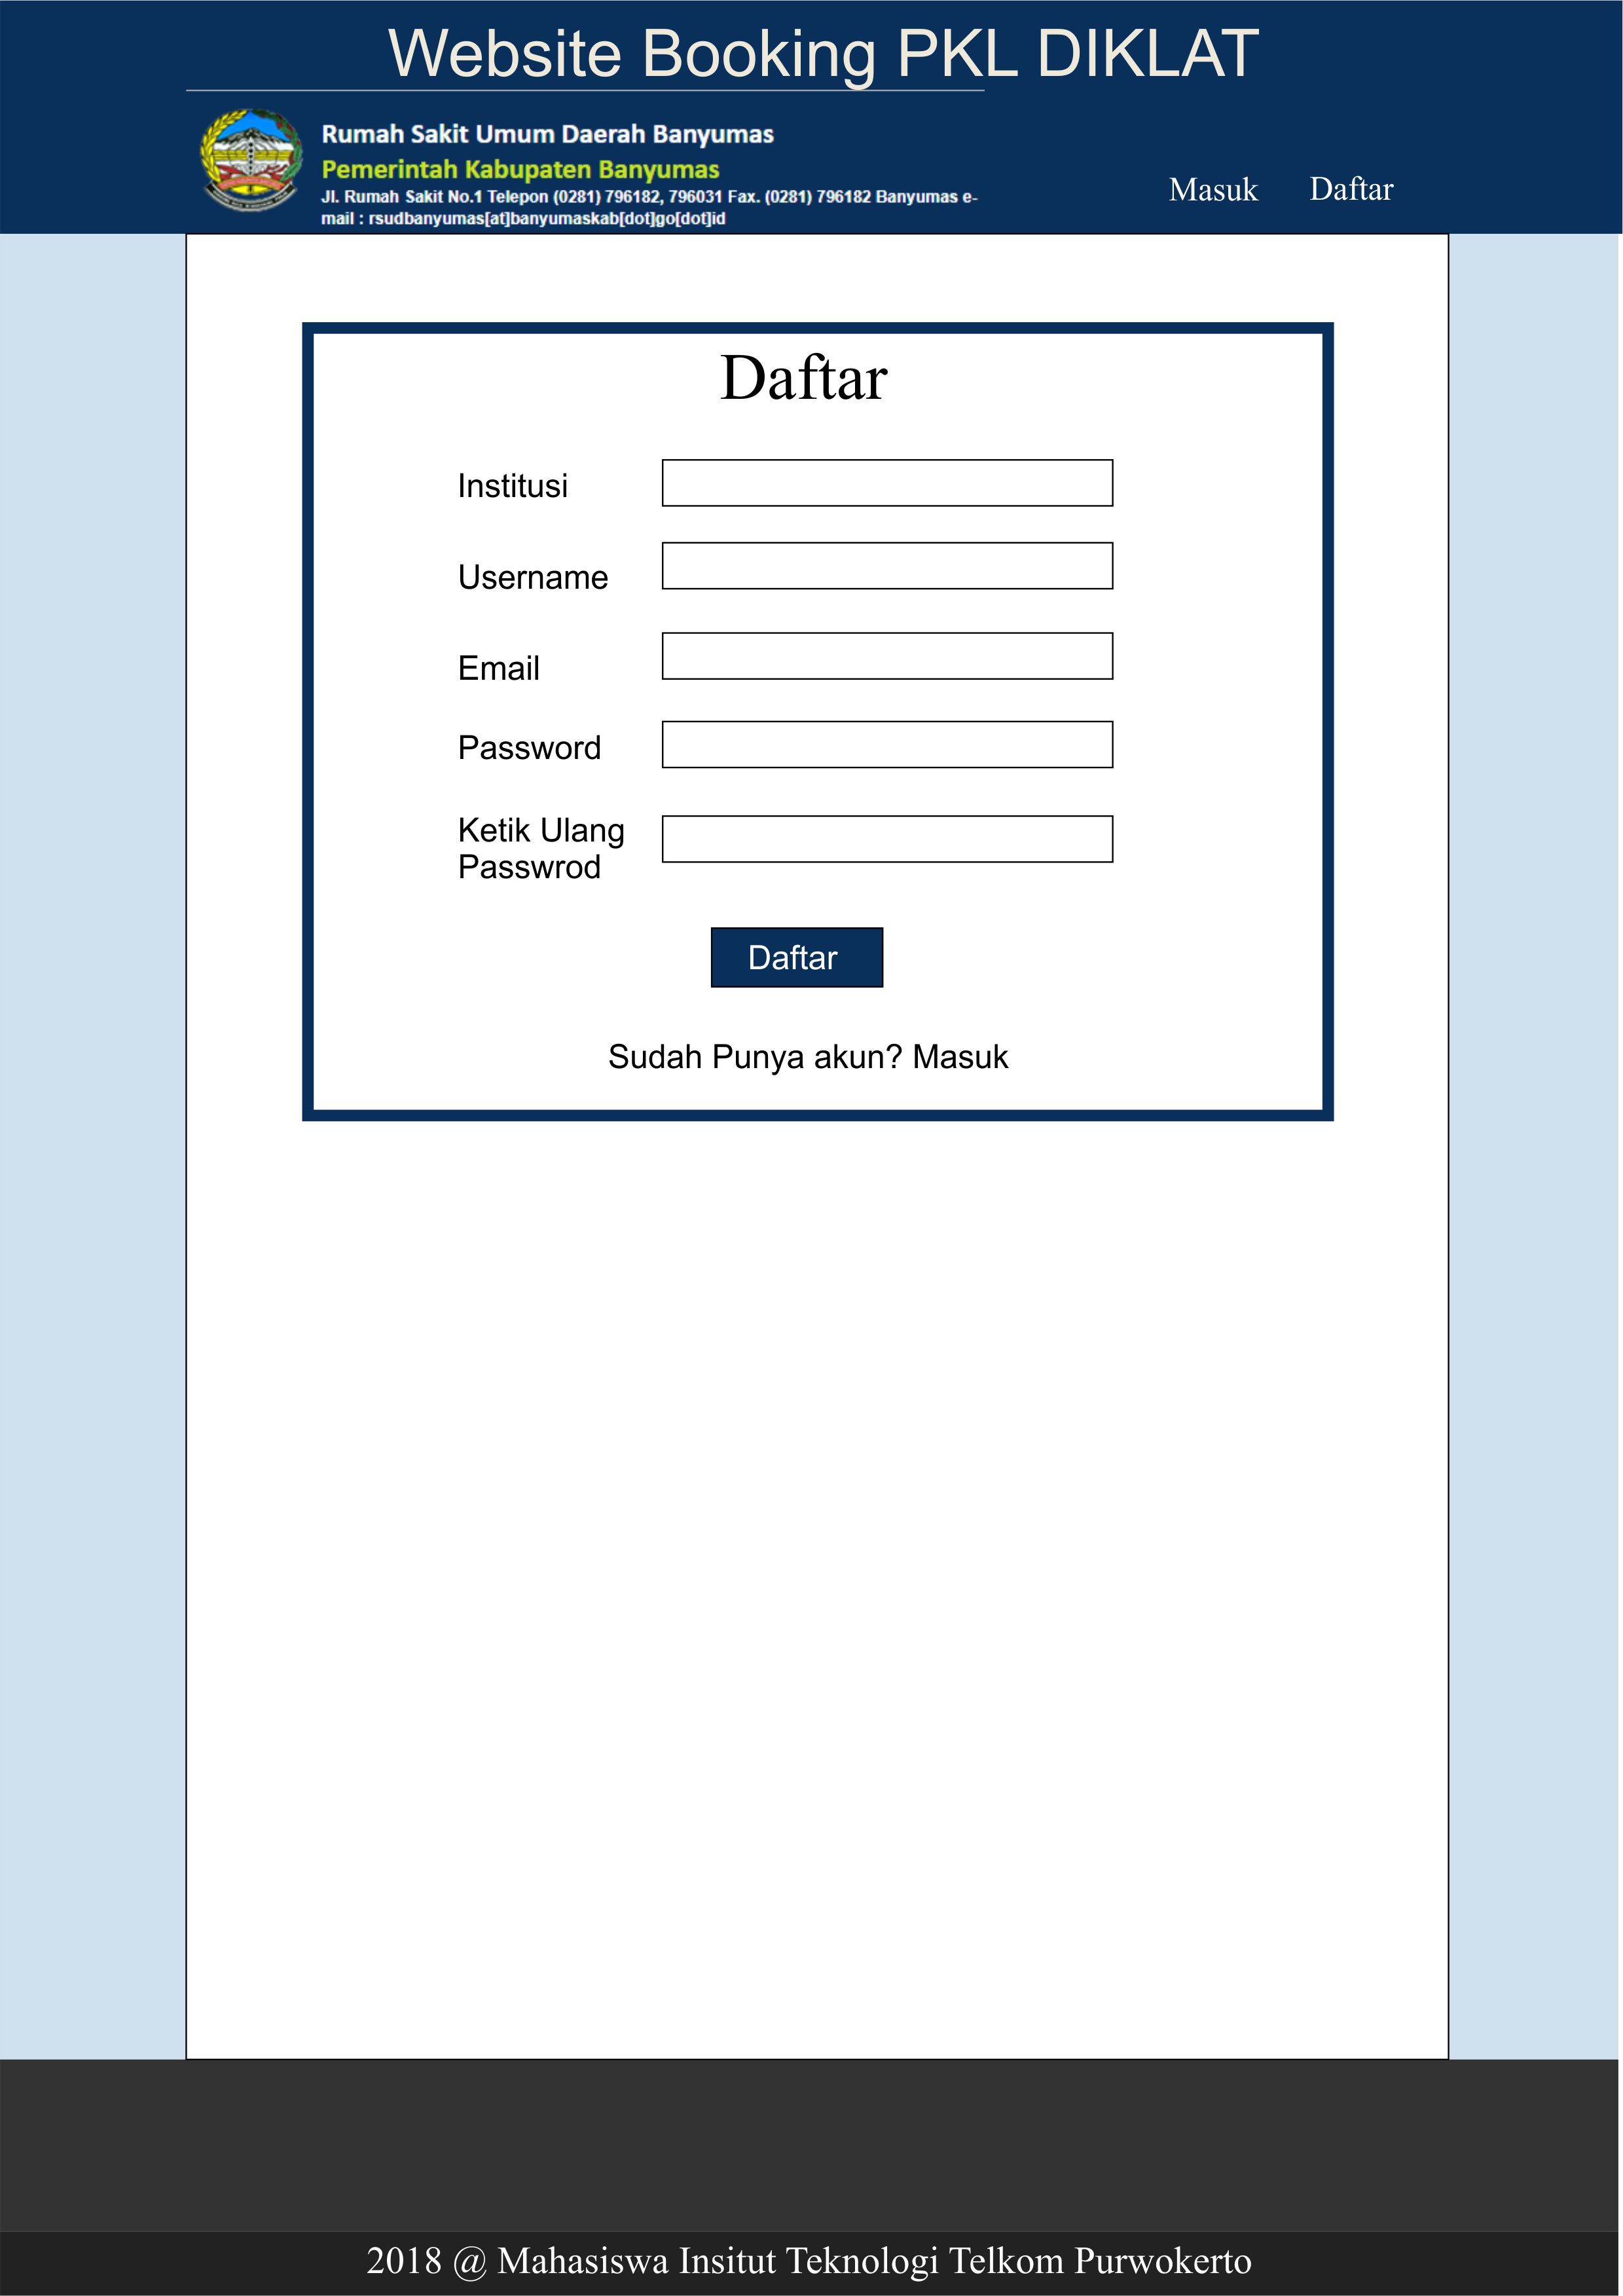 Website Booking PKL DIKLAT
Rumah Sakit Umum Daerah Banyumas
Pemerintah Kabupaten Banyumas
Jl. Rumah Sakit No.1 Telepon (0281) 796182, 796031 Fax. (0281) 796182 Banyumas e-
mail : rsudbanyumas[at]banyumaskab[dot]go[dot]id
Masuk Daftar
Daftar
Institusi
Username
Email
Password
Ketik Ulang
Passwrod
Daftar
Sudah Punya akun? Masuk
2018 @ Mahasiswa Insitut Teknologi Telkom Purwokerto